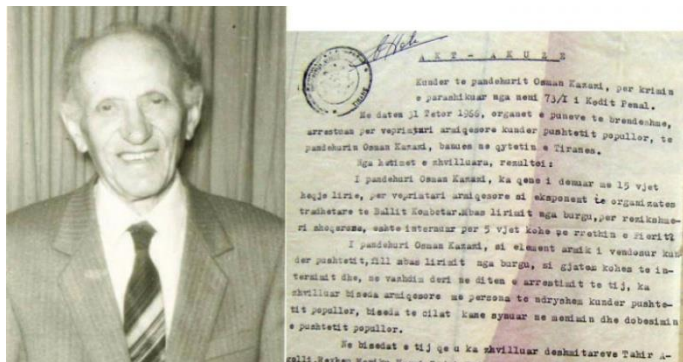 AKT-AKUZE
Kunder te pandehurit Osman Kazazi, per krimin
e parashikuar nga neni 73/I i Kodit Penal.
Me daten 31 Tetor 1966, organet e puneve te brendeshme,
arrestuan per veprimtari armiqesore kunder pushtetit popullor, te
pandehurin Osman Kazazi, banues ne qytetin e Tiranes.
Nga hetimet e zhvilluara, rezultoi:
I pandehuri Osman Kazazi, ka qene i denuar me 15 vjet
heqje lirie, per veprimtari armiqesore si eksponent te organizates
tradhetare te Ballit Kombetar.Mbas lirimit nga burgu,per rezikshme-
ri shoqerore, eshte internuar per 5 vjet kohe ne rrethin e Fierit.
I pandehuri Osman Kazazi, si element armik i vendosur kun
der pushtetit,fill mbas lirimit nga burgu, si gjate kohes te in-
ternimit dhe, ne vazhdim deri ne diten e arrestimit te tij, ka
zhvilluar biseda armiqesore me persona te ndryshem kunder pushte-
tit popullor, biseda te cilat kane synuar ne minimin dhe dobesimin
e pushtetit popullor.
Ne bisedat e tij qe u ka zhvilluar deshmitareve Tahir A-